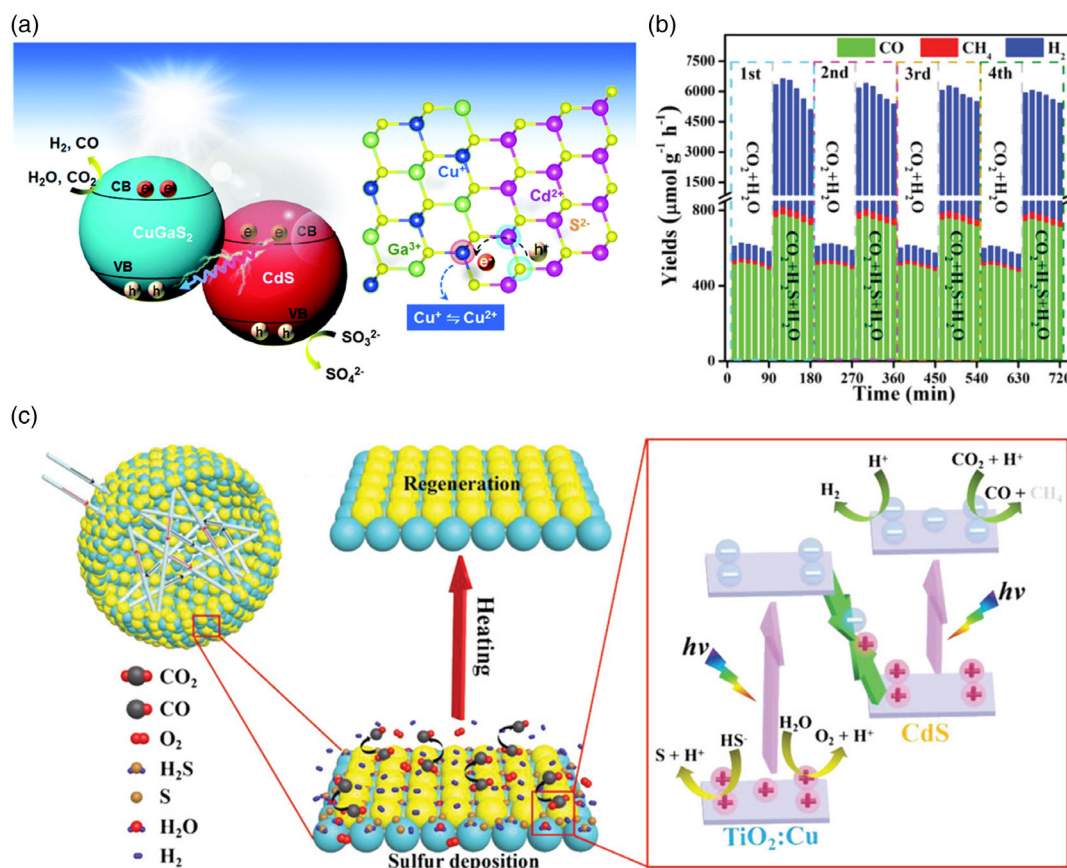 (a)
H₂, CO
H₂O, CO₂
CB
e⁻ e⁻
CuGaS₂
VB
h⁺ h⁺
e⁻ e⁻
CB
CdS
VB
h⁺ h⁺
SO₃²⁻
SO₄²⁻
Cu⁺
Cd²⁺
S²⁻
Ga³⁺
e⁻
h⁺
Cu⁺ ⇋ Cu²⁺
(b)
CO CH₄ H₂
7500
6000
4500
3000
1500
800
400
0
Yields (μmol g⁻¹ h⁻¹)
1st
2nd
3rd
4th
CO₂+H₂O
CO₂+H₂S+H₂O
CO₂+H₂O
CO₂+H₂S+H₂O
CO₂+H₂O
CO₂+H₂S+H₂O
CO₂+H₂O
CO₂+H₂S+H₂O
0 90 180 270 360 450 540 630 720
Time (min)
(c)
CO₂
CO
O₂
H₂S
S
H₂O
H₂
Regeneration
Heating
Sulfur deposition
H⁺
H₂
CO₂ + H⁺
CO + CH₄
hν
hν
CdS
S + H⁺
HS⁻
H₂O
O₂ + H⁺
TiO₂:Cu